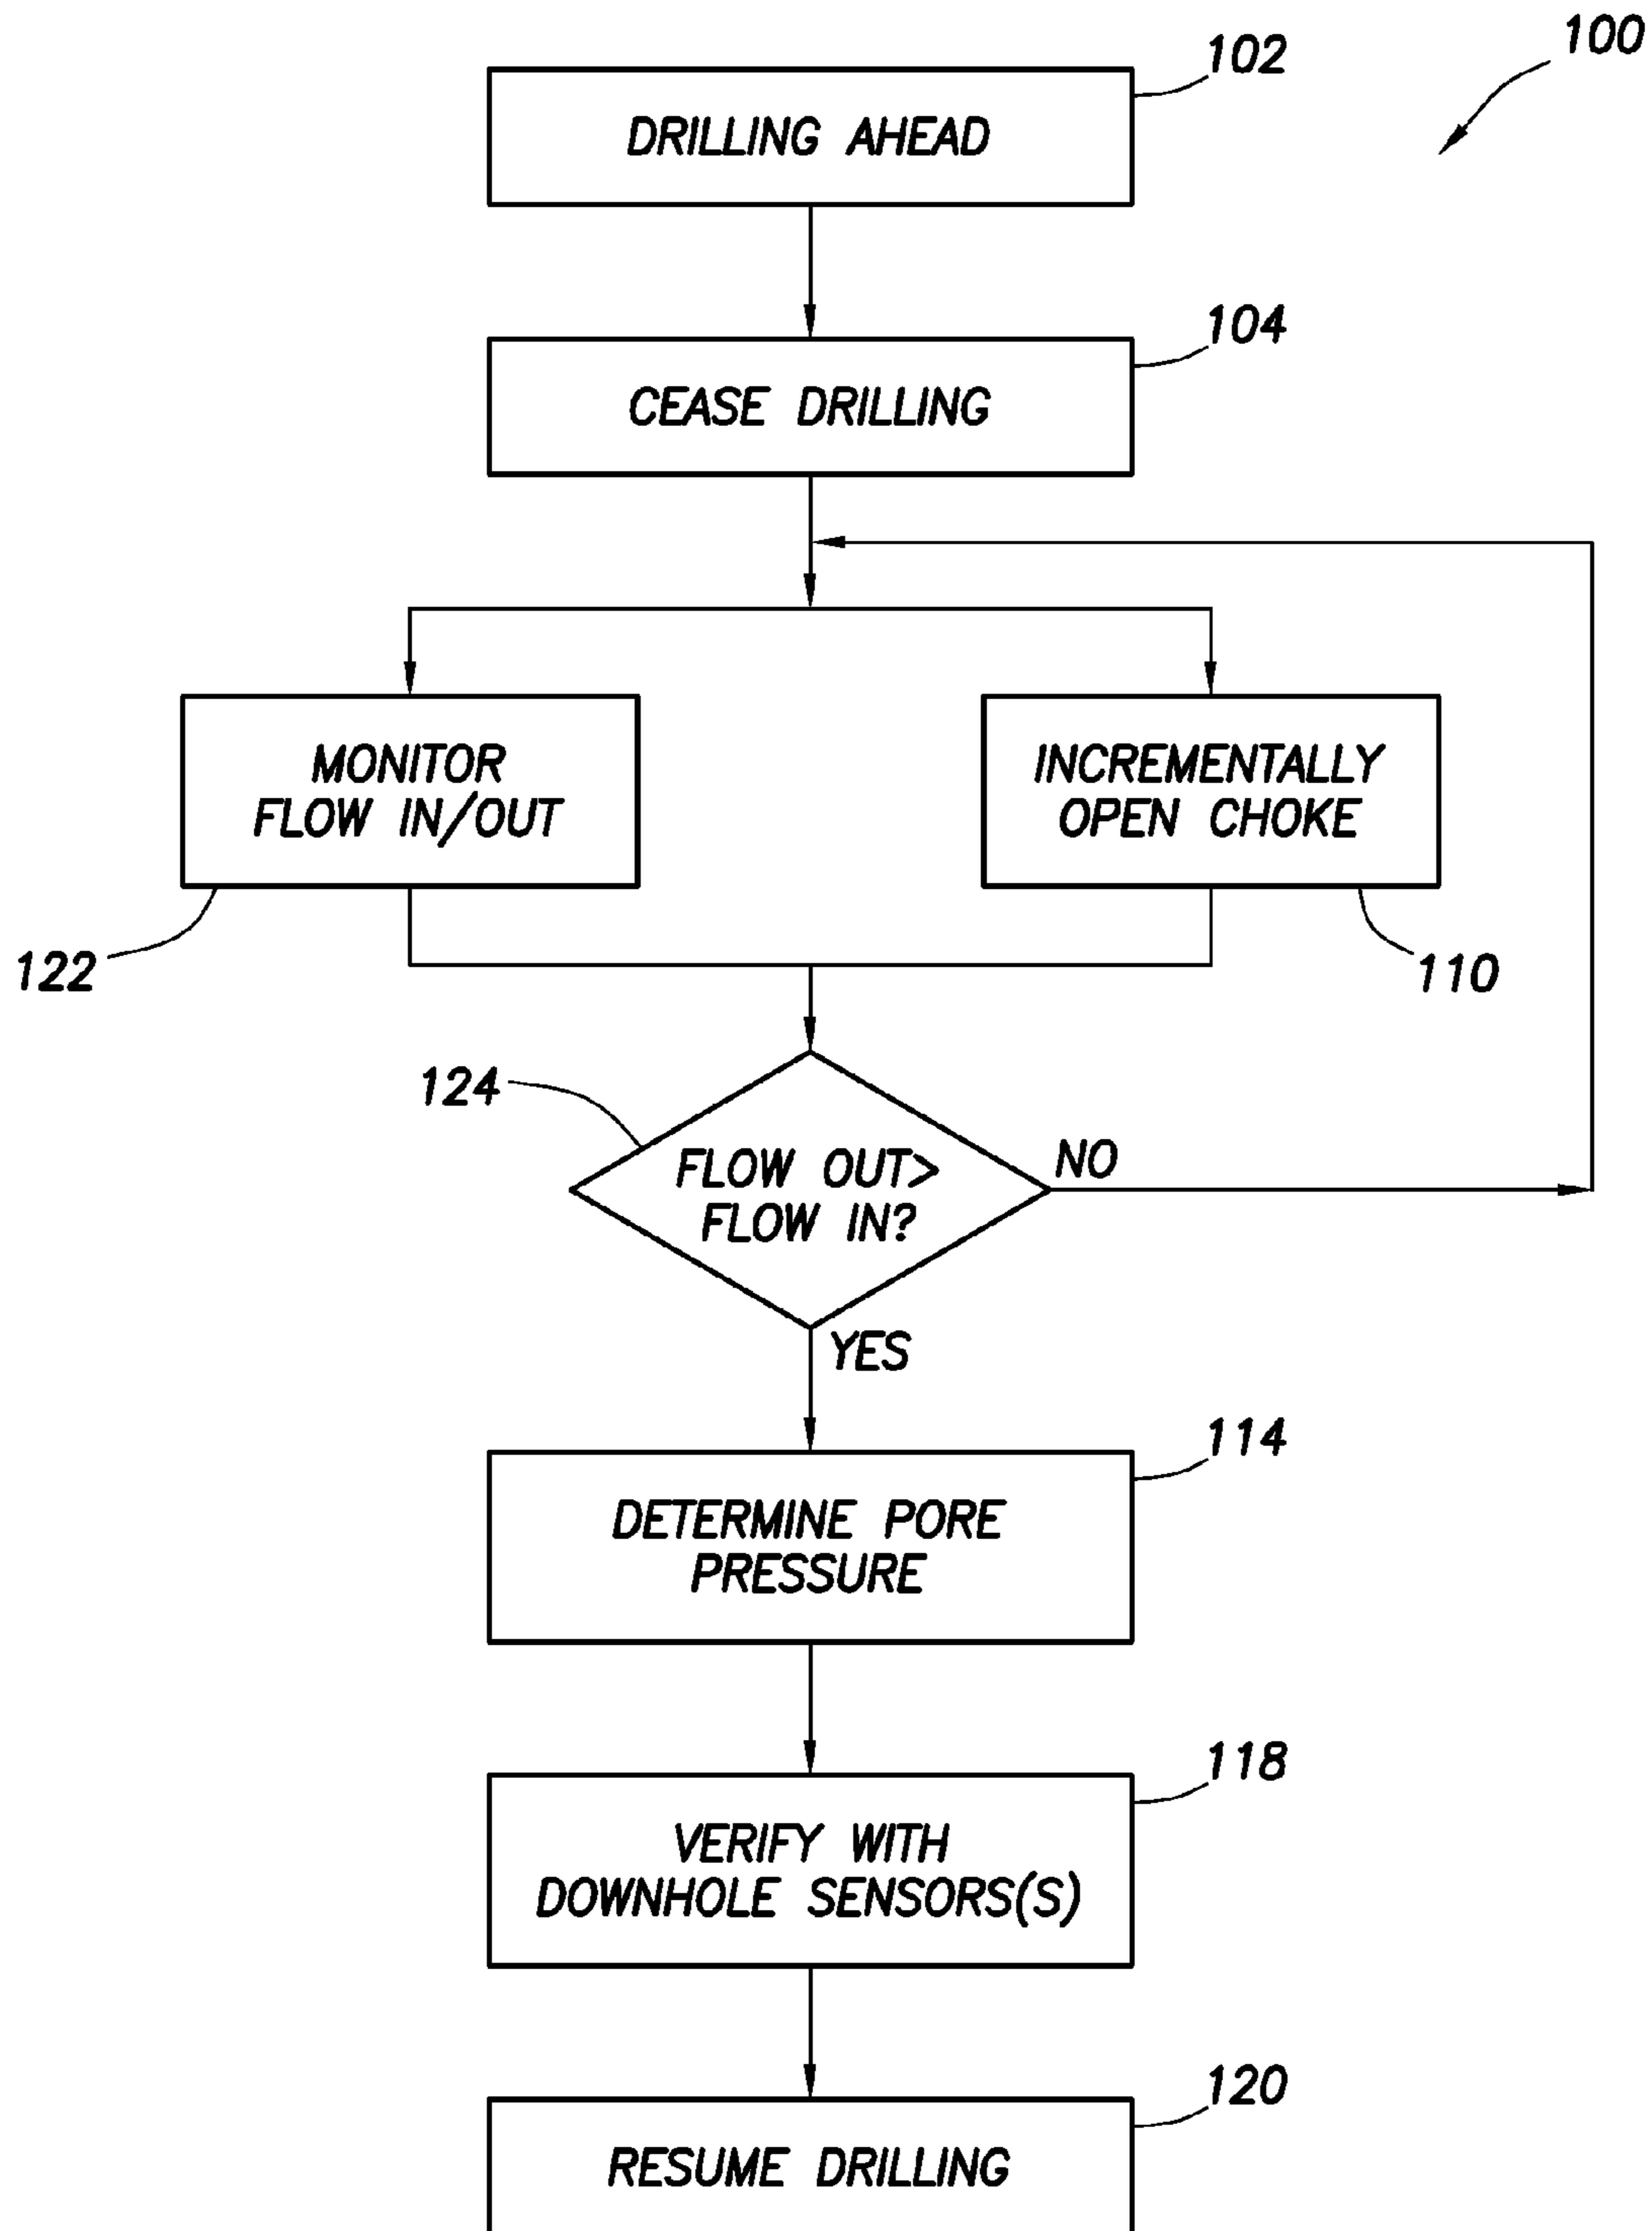 100
102
DRILLING AHEAD
104
CEASE DRILLING
MONITOR
FLOW IN/OUT
INCREMENTALLY
OPEN CHOKE
122
110
124
FLOW OUT>
FLOW IN?
NO
YES
114
DETERMINE PORE
PRESSURE
118
VERIFY WITH
DOWNHOLE SENSORS(S)
120
RESUME DRILLING